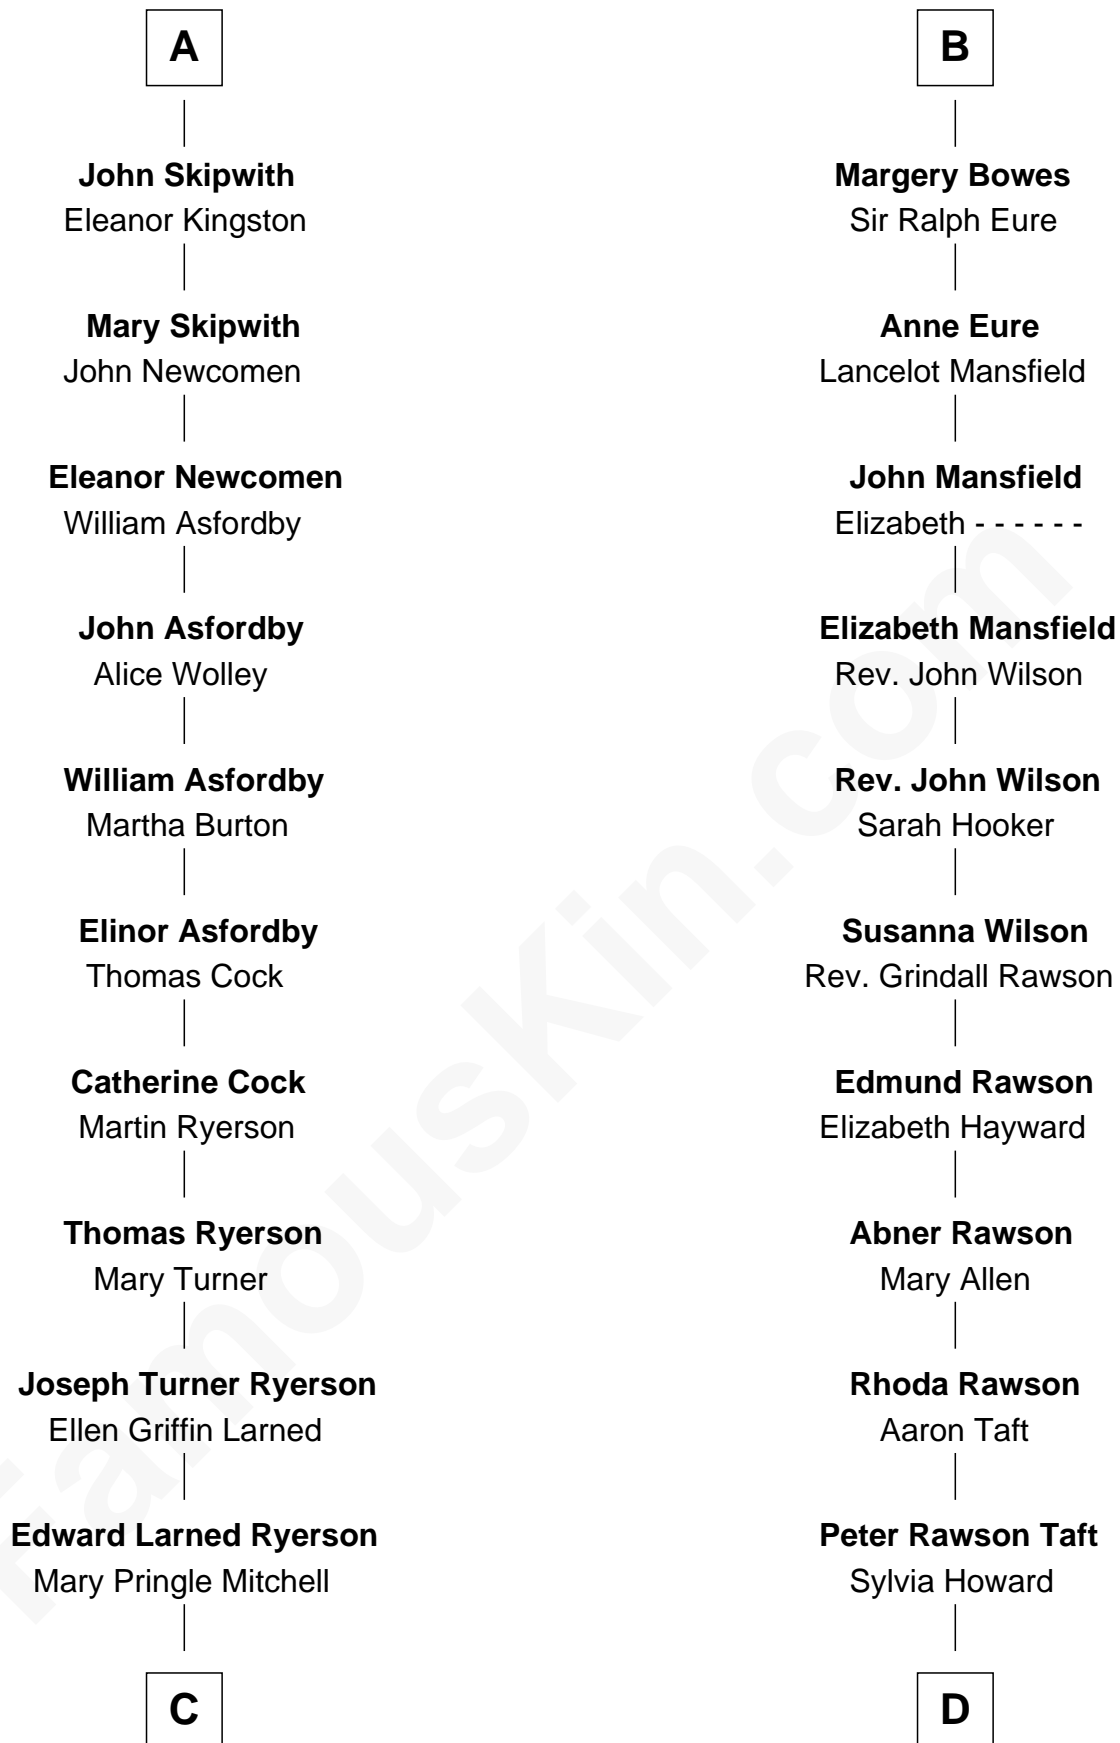 A
John Skipwith
Eleanor Kingston
Mary Skipwith
John Newcomen
Eleanor Newcomen
William Asfordby
John Asfordby
Alice Wolley
William Asfordby
Martha Burton
Elinor Asfordby
Thomas Cock
Catherine Cock
Martin Ryerson
Thomas Ryerson
Mary Turner
Joseph Turner Ryerson
Ellen Griffin Larned
Edward Larned Ryerson
Mary Pringle Mitchell
C
B
Margery Bowes
Sir Ralph Eure
Anne Eure
Lancelot Mansfield
John Mansfield
Elizabeth - - - - - -
Elizabeth Mansfield
Rev. John Wilson
Rev. John Wilson
Sarah Hooker
Susanna Wilson
Rev. Grindall Rawson
Edmund Rawson
Elizabeth Hayward
Abner Rawson
Mary Allen
Rhoda Rawson
Aaron Taft
Peter Rawson Taft
Sylvia Howard
D
FamousKin.com